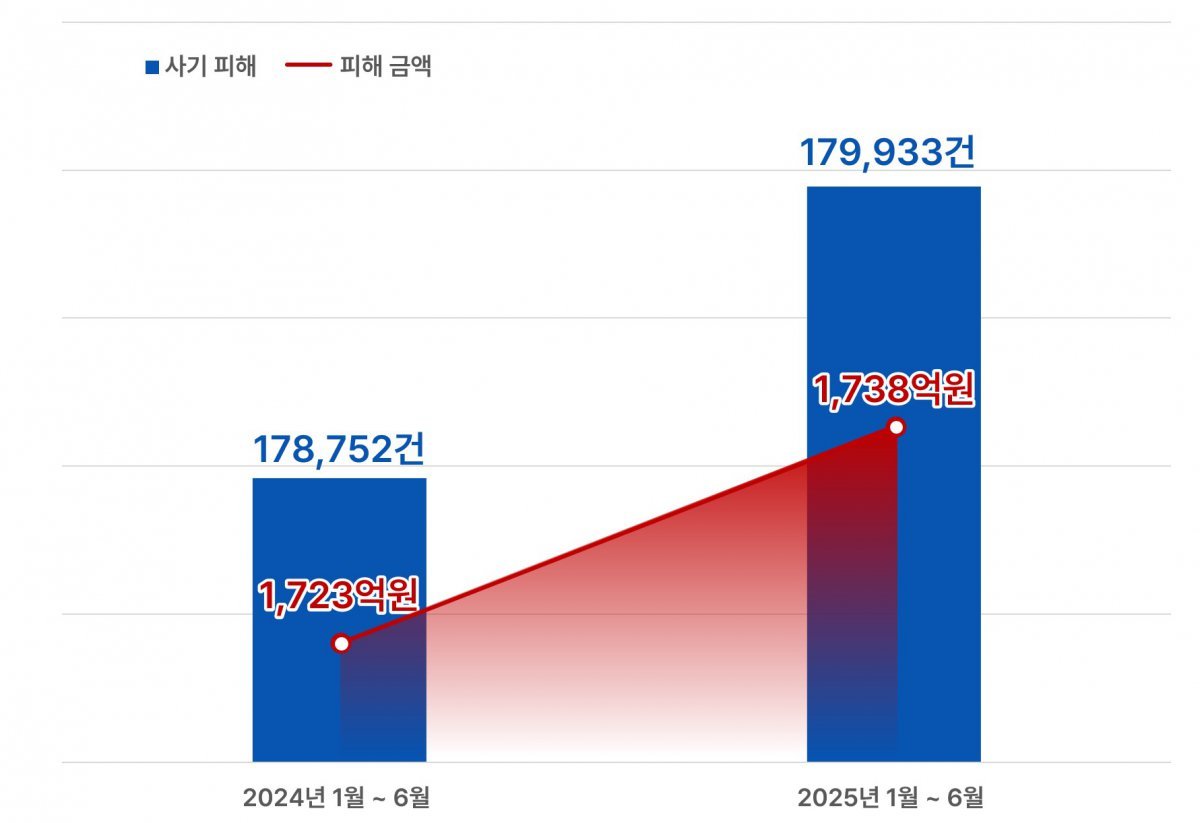 사기 피해 피해 금액
179,933건
1,738억원
178,752건
1,723억원
2024년 1월 ~ 6월 2025년 1월 ~ 6월